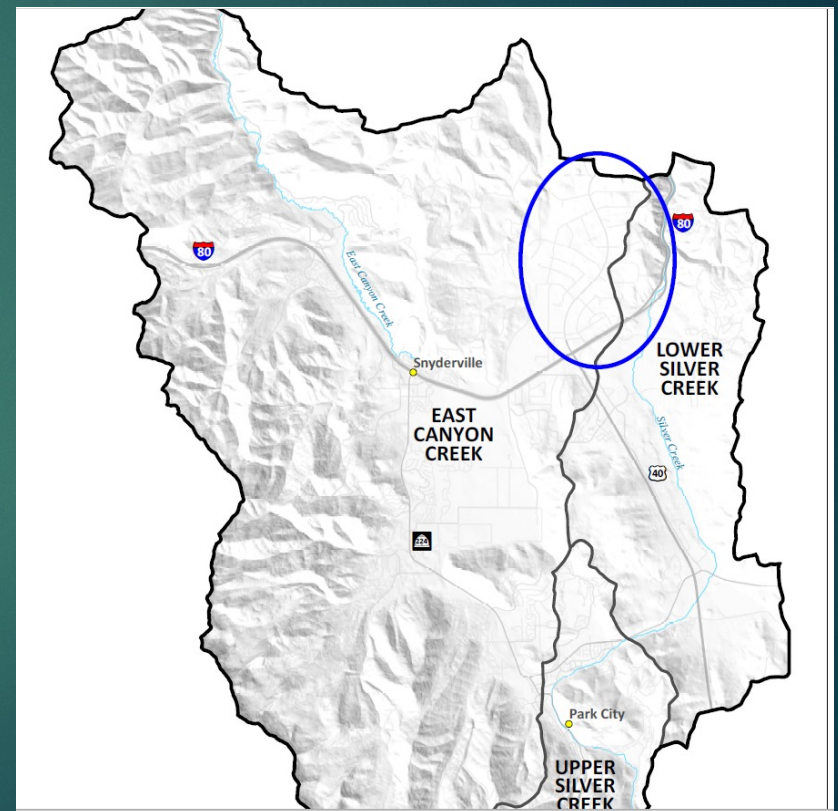 80
80
East Canyon Creek
Snyderville
LOWER
SILVER
CREEK
EAST
CANYON
CREEK
Silver Creek
40
224
Park City
UPPER
SILVER
CREEK